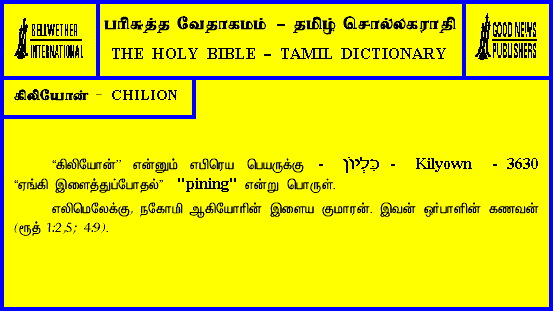 BELLWETHER
INTERNATIONAL
பரிசுத்த வேதாகமம் - தமிழ் சொல்லகராதி
THE HOLY BIBLE - TAMIL DICTIONARY
GOOD NEWS
PUBLISHERS
கிலியோன் - CHILION
“கிலியோன்” என்னும் எபிரெய பெயருக்கு - כִּלְיוֹן - Kilyown - 3630
“ஏங்கி இளைத்துப்போதல்” "pining" என்று பொருள்.
எலிமெலேக்கு, நகோமி ஆகியோரின் இளைய குமாரன். இவன் ஒர்பாளின் கணவன்
(ரூத் 1:2,5; 4:9).